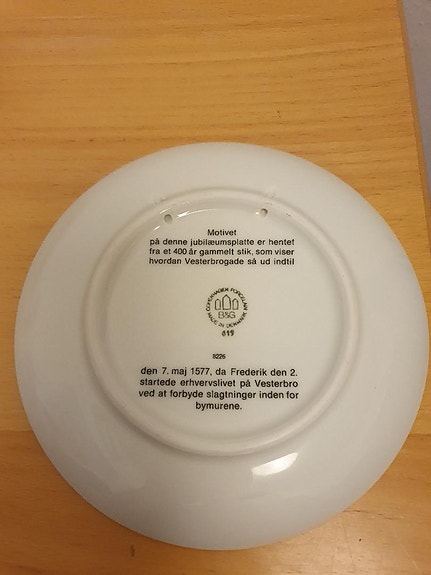 Motivet
på denne jubilæumsplatte er hentet
fra et 400 år gammelt stik, som viser
hvordan Vesterbrogade så ud indtil
COPENHAGEN PORCELAIN
B&G
MADE IN DENMARK
619
8226
den 7. maj 1577, da Frederik den 2.
startede erhvervslivet på Vesterbro
ved at forbyde slagtninger inden for
bymurene.